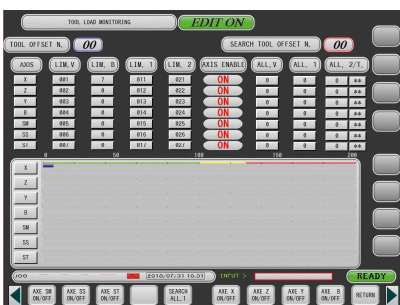 TOOL LOAD MONITORING
EDIT ON
TOOL OFFSET N. 00 SEARCH TOOL OFFSET N. 00
AXIS LIM,V LIM, B LIM, 1 LIM, 2 AXIS ENABLE ALL,V ALL, 1 ALL, 2/T.
X 001 7 011 021 ON 0 0 0 **
Z 002 0 012 022 ON 0 0 0 **
Y 003 0 013 023 ON 0 0 0 **
B 004 0 014 024 ON 0 0 0 **
SM 005 0 015 025 ON 0 0 0 **
SS 006 0 016 026 ON 0 0 0 **
ST 007 0 017 027 ON 0 0 0 **
0 50 100 150 200
X
Z
Y
B
SM
SS
ST
JOG 2018/07/31 10:31 INPUT > READY
AXE SM ON/OFF
AXE SS ON/OFF
AXE ST ON/OFF
SEARCH ALL,1
AXE X ON/OFF
AXE Z ON/OFF
AXE Y ON/OFF
AXE B ON/OFF
RETURN